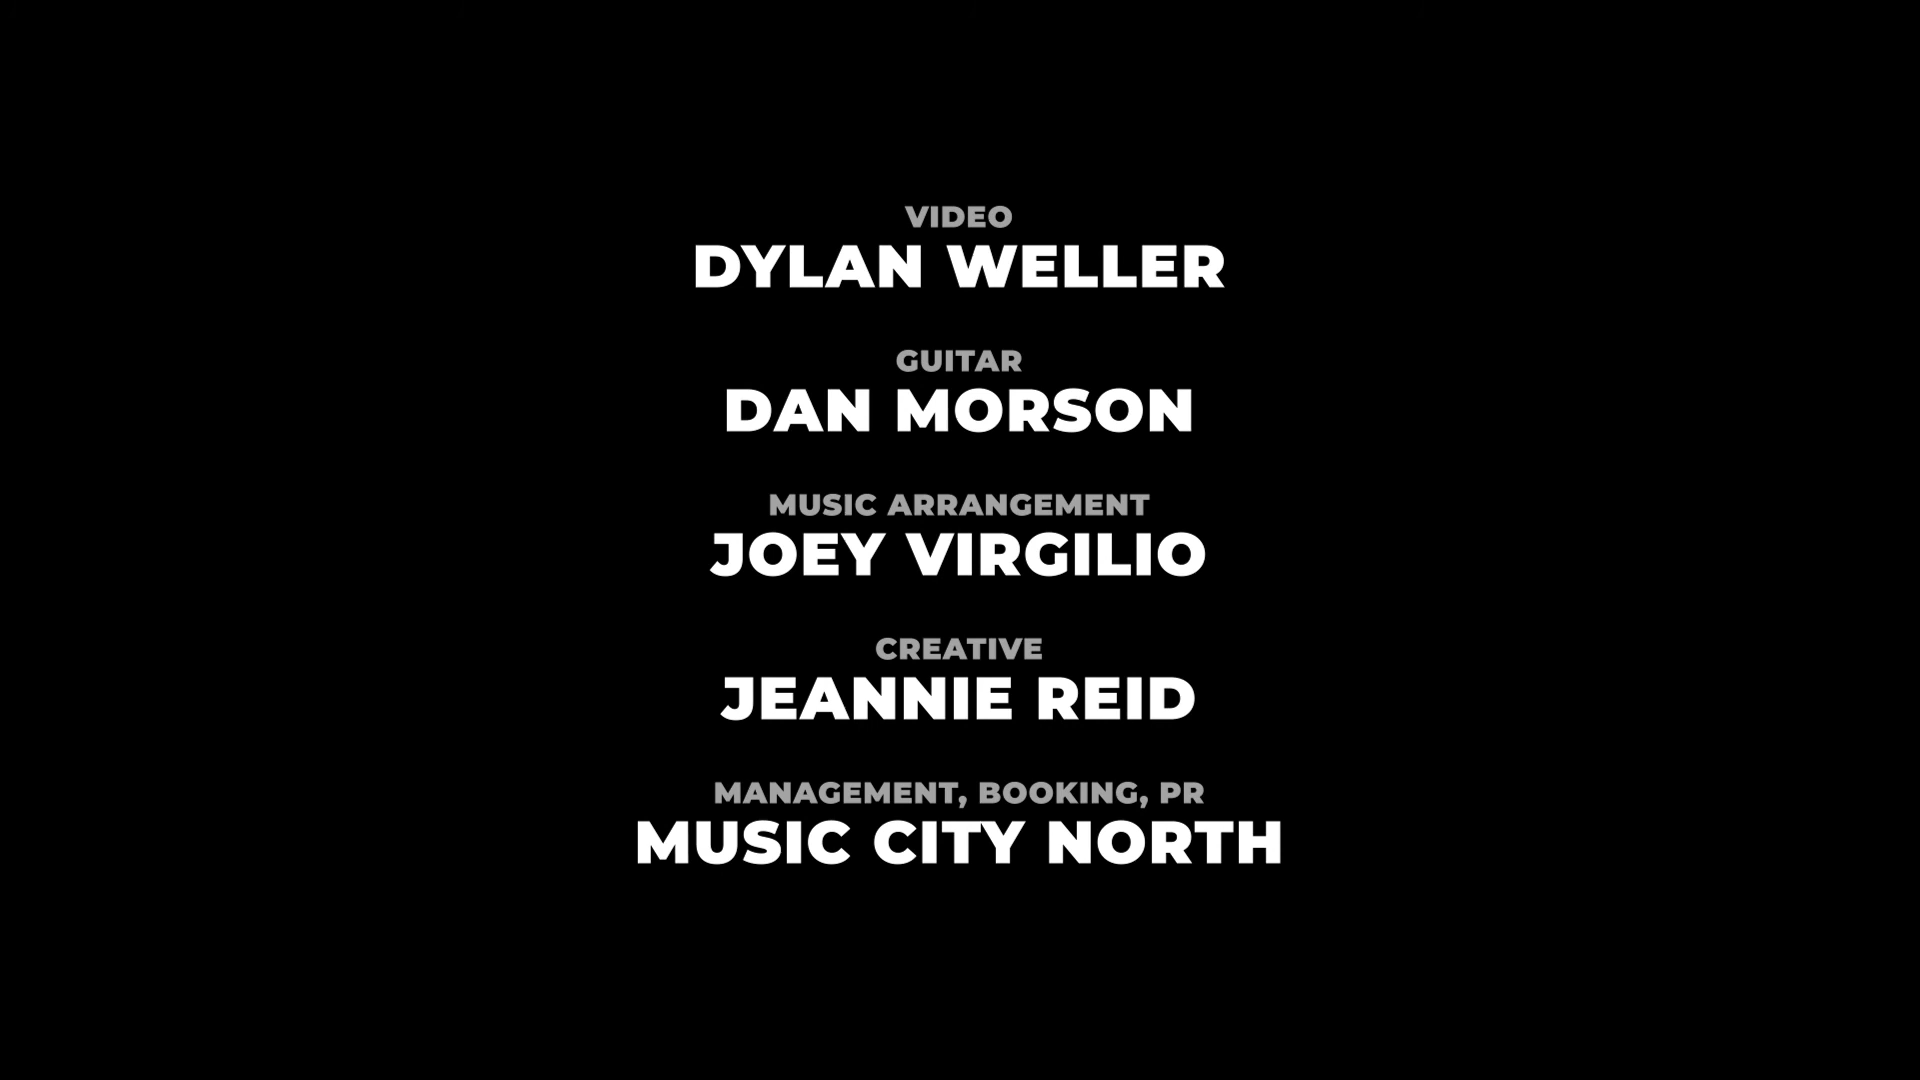 VIDEO
DYLAN WELLER
GUITAR
DAN MORSON
MUSIC ARRANGEMENT
JOEY VIRGILIO
CREATIVE
JEANNIE REID
MANAGEMENT, BOOKING, PR
MUSIC CITY NORTH